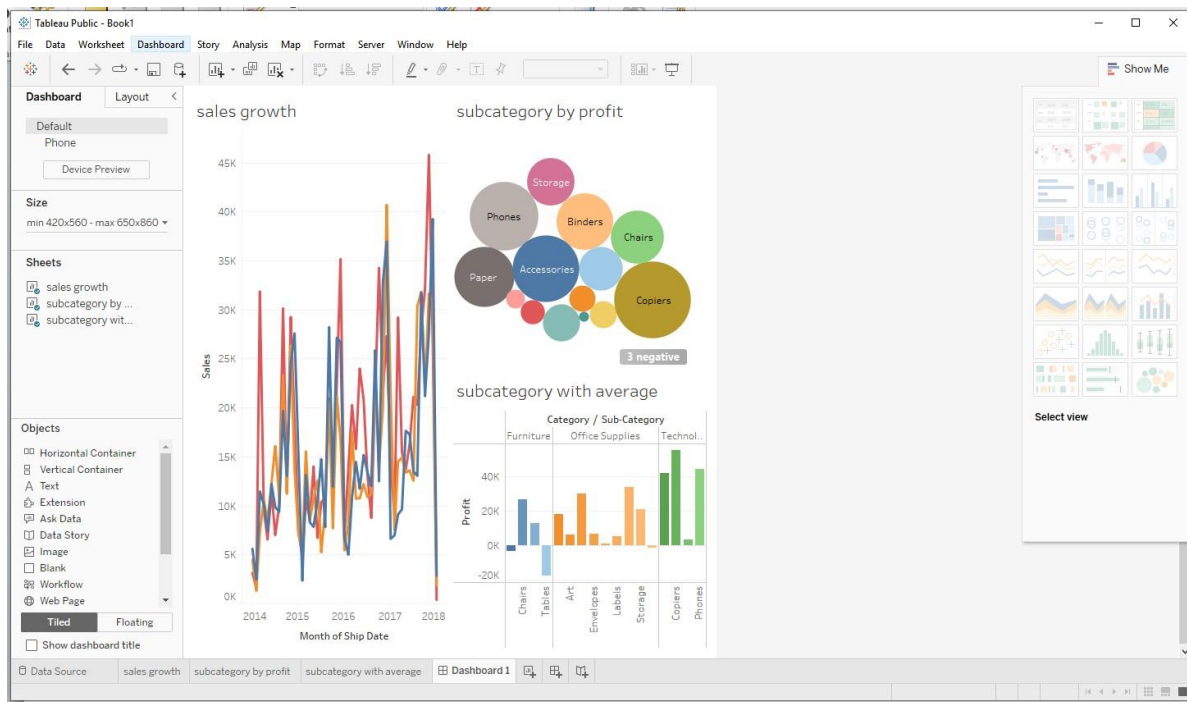 Tableau Public - Book1
File Data Worksheet Dashboard Story Analysis Map Format Server Window Help
Show Me
Dashboard Layout
Default
Phone
Device Preview
Size
min 420x560 - max 650x860
Sheets
sales growth
subcategory by ...
subcategory wit...
Objects
Horizontal Container
Vertical Container
Text
Extension
Ask Data
Data Story
Image
Blank
Workflow
Web Page
Tiled Floating
Show dashboard title
sales growth
45K
40K
35K
30K
25K
20K
15K
10K
5K
0K
Sales
2014 2015 2016 2017 2018
Month of Ship Date
subcategory by profit
Storage
Phones
Binders
Chairs
Paper
Accessories
Copiers
3 negative
subcategory with average
Category / Sub-Category
Furniture Office Supplies Technol..
40K
20K
0K
-20K
Profit
Chairs
Tables
Art
Envelopes
Labels
Storage
Copiers
Phones
Select view
Data Source sales growth subcategory by profit subcategory with average Dashboard 1